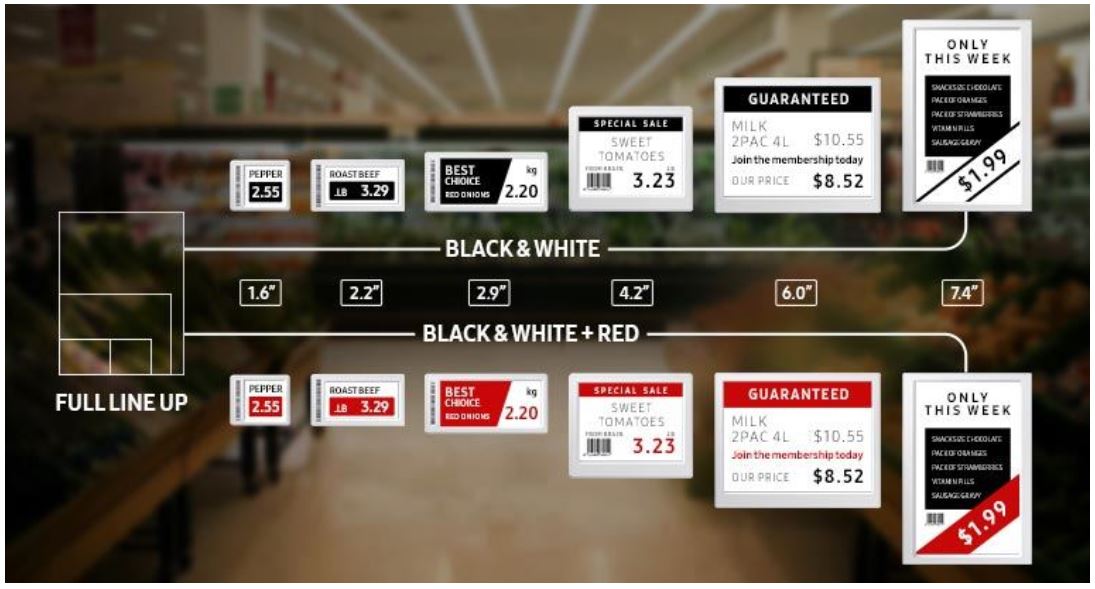 PEPPER
2.55
ROAST BEEF
.LB 3.29
BEST
CHIOICE
RED ONIONS
kg
2.20
SPECIAL SALE
SWEET
TOMATOES
LB
3.23
GUARANTEED
MILK
2PAC 4L $10.55
Join the membership today
OUR PRICE $8.52
ONLY
THIS WEEK
SNACKSIZE CHOCOLATE
PACK OF ORANGES
PACK OF STRAWBERRIES
VITAMIN PILLS
SAUSAGE GRAVY
$1.99
BLACK & WHITE
1.6” 2.2” 2.9” 4.2” 6.0” 7.4”
BLACK & WHITE + RED
FULL LINE UP
PEPPER
2.55
ROAST BEEF
.LB 3.29
BEST
CHIOICE
RED ONIONS
kg
2.20
SPECIAL SALE
SWEET
TOMATOES
LB
3.23
GUARANTEED
MILK
2PAC 4L $10.55
Join the membership today
OUR PRICE $8.52
ONLY
THIS WEEK
SNACKSIZE CHOCOLATE
PACK OF ORANGES
PACK OF STRAWBERRIES
VITAMIN PILLS
SAUSAGE GRAVY
$1.99